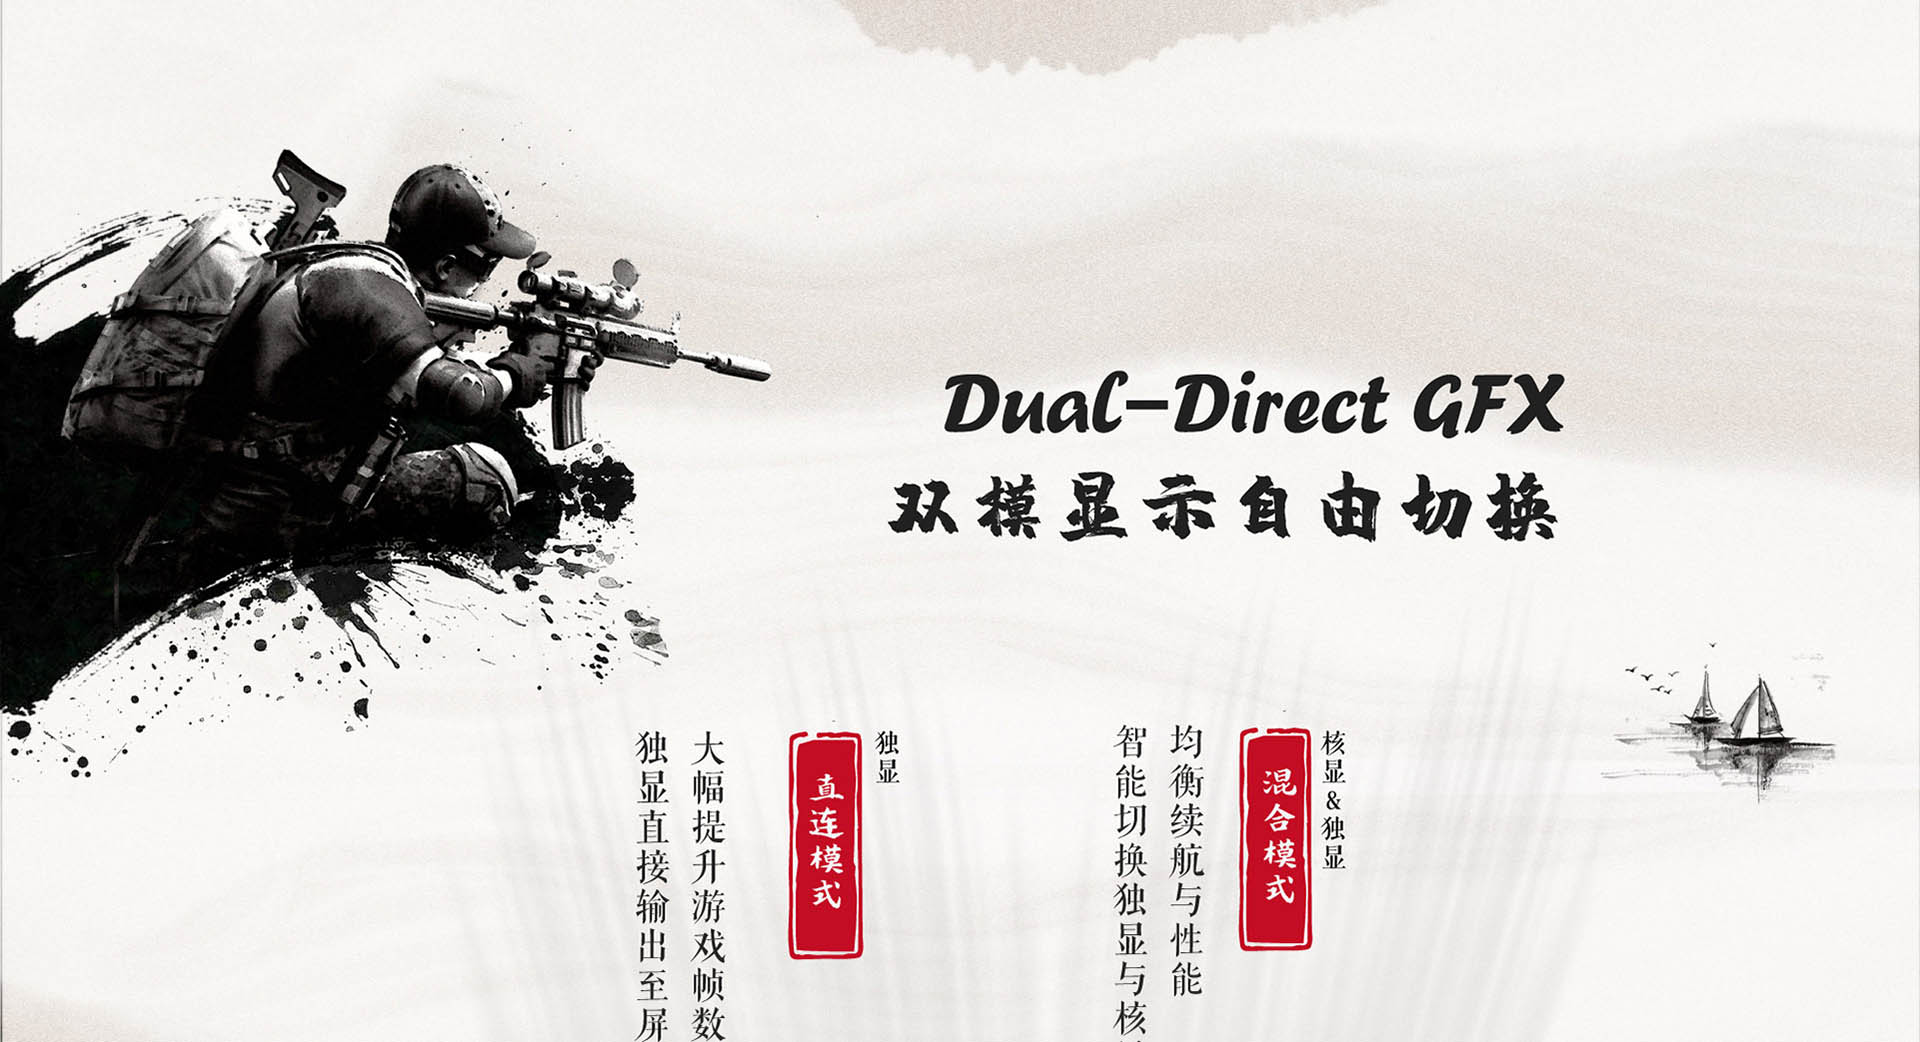 Dual-Direct GFX
双模显示自由切换
核显&独显
混合模式
均衡续航与性能
智能切换独显与核
独显
直连模式
大幅提升游戏帧数
独显直接输出至屏